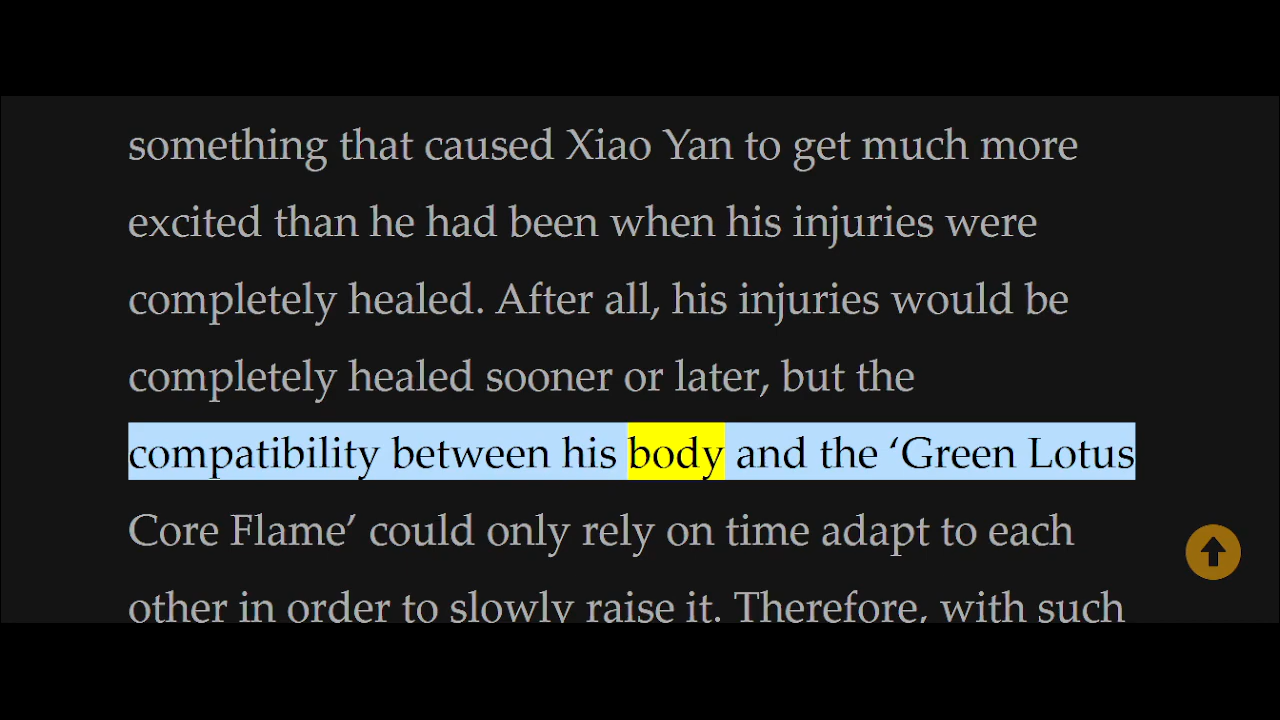 something that caused Xiao Yan to get much more
excited than he had been when his injuries were
completely healed. After all, his injuries would be
completely healed sooner or later, but the
compatibility between his body and the ‘Green Lotus
Core Flame’ could only rely on time adapt to each
other in order to slowly raise it. Therefore, with such